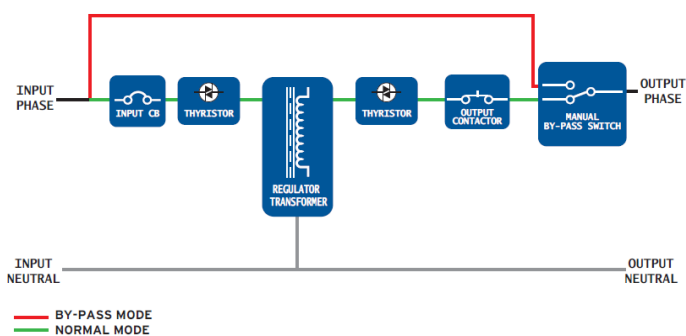 INPUT
PHASE
INPUT CB
THYRISTOR
REGULATOR
TRANSFORMER
THYRISTOR
OUTPUT
CONTACTOR
MANUAL
BY-PASS SWITCH
OUTPUT
PHASE
INPUT
NEUTRAL
OUTPUT
NEUTRAL
BY-PASS MODE
NORMAL MODE